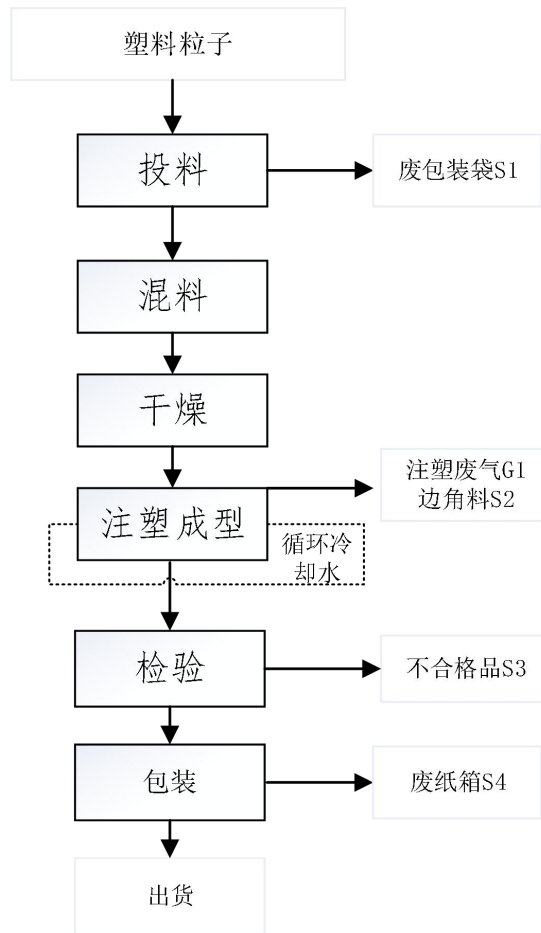 塑料粒子
投料
废包装袋S1
混料
干燥
注塑成型
注塑废气G1
边角料S2
循环冷
却水
检验
不合格品S3
包装
废纸箱S4
出货